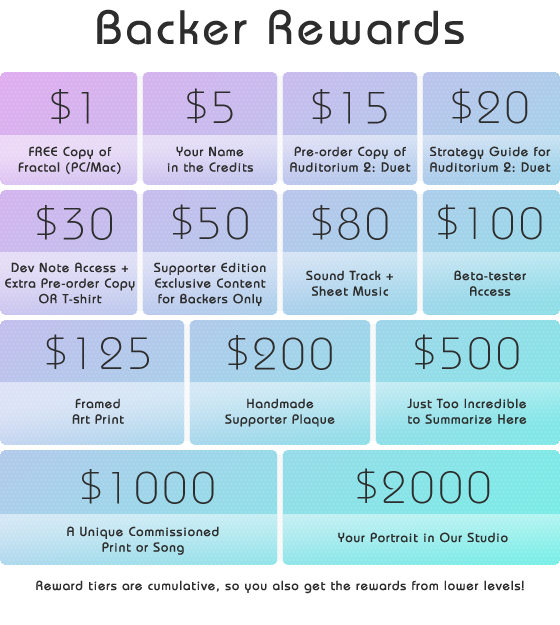 Backer Rewards
$1
FREE Copy of
Fractal (PC/Mac)
$5
Your Name
in the Credits
$15
Pre-order Copy of
Auditorium 2: Duet
$20
Strategy Guide for
Auditorium 2: Duet
$30
Dev Note Access +
Extra Pre-order Copy
OR T-shirt
$50
Supporter Edition
Exclusive Content
for Backers Only
$80
Sound Track +
Sheet Music
$100
Beta-tester
Access
$125
Framed
Art Print
$200
Handmade
Supporter Plaque
$500
Just Too Incredible
to Summarize Here
$1000
A Unique Commissioned
Print or Song
$2000
Your Portrait in Our Studio
Reward tiers are cumulative, so you also get the rewards from lower levels!